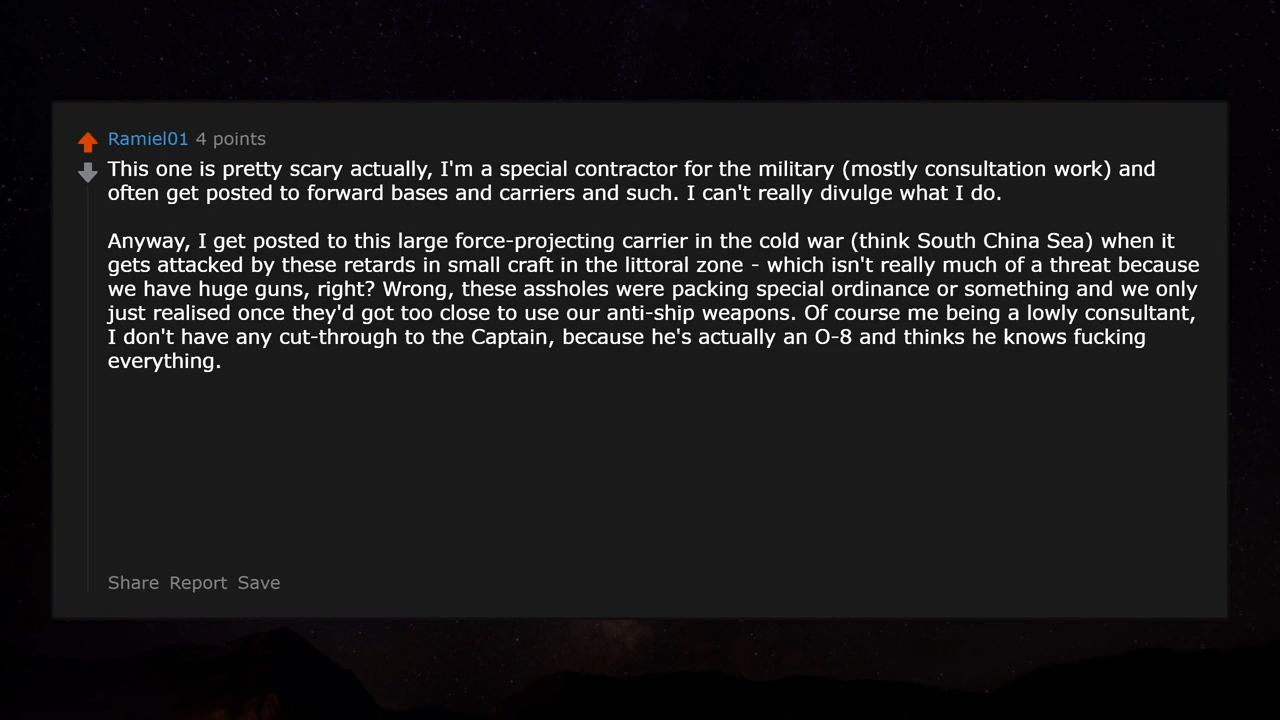 Ramiel01 4 points
This one is pretty scary actually, I'm a special contractor for the military (mostly consultation work) and
often get posted to forward bases and carriers and such. I can't really divulge what I do.
Anyway, I get posted to this large force-projecting carrier in the cold war (think South China Sea) when it
gets attacked by these retards in small craft in the littoral zone - which isn't really much of a threat because
we have huge guns, right? Wrong, these assholes were packing special ordinance or something and we only
just realised once they'd got too close to use our anti-ship weapons. Of course me being a lowly consultant,
I don't have any cut-through to the Captain, because he's actually an O-8 and thinks he knows fucking
everything.
Share Report Save